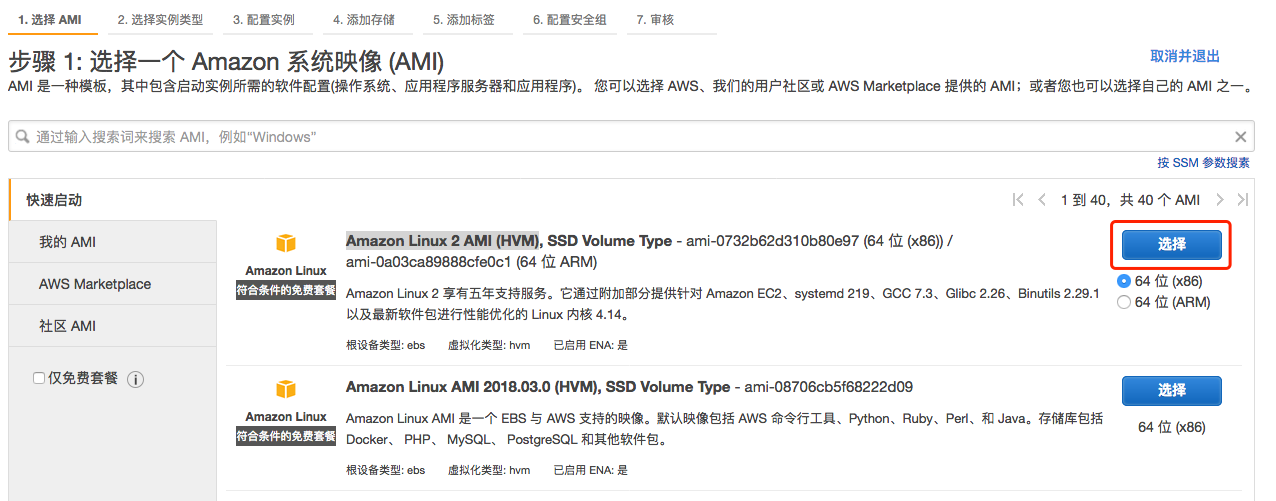 1. 选择 AMI 2. 选择实例类型 3. 配置实例 4. 添加存储 5. 添加标签 6. 配置安全组 7. 审核
步骤 1: 选择一个 Amazon 系统映像 (AMI)
取消并退出
AMI 是一种模板，其中包含启动实例所需的软件配置(操作系统、应用程序服务器和应用程序)。 您可以选择 AWS、我们的用户社区或 AWS Marketplace 提供的 AMI；或者您也可以选择自己的 AMI 之一。
通过输入搜索词来搜索 AMI，例如“Windows”
按 SSM 参数搜素
快速启动
1 到 40，共 40 个 AMI
我的 AMI
AWS Marketplace
社区 AMI
仅免费套餐
Amazon Linux
符合条件的免费套餐
Amazon Linux 2 AMI (HVM), SSD Volume Type - ami-0732b62d310b80e97 (64 位 (x86)) /
ami-0a03ca89888cfe0c1 (64 位 ARM)
Amazon Linux 2 享有五年支持服务。它通过附加部分提供针对 Amazon EC2、systemd 219、GCC 7.3、Glibc 2.26、Binutils 2.29.1
以及最新软件包进行性能优化的 Linux 内核 4.14。
根设备类型: ebs 虚拟化类型: hvm 已启用 ENA: 是
选择
64 位 (x86)
64 位 (ARM)
Amazon Linux
符合条件的免费套餐
Amazon Linux AMI 2018.03.0 (HVM), SSD Volume Type - ami-08706cb5f68222d09
Amazon Linux AMI 是一个 EBS 与 AWS 支持的映像。默认映像包括 AWS 命令行工具、Python、Ruby、Perl、和 Java。存储库包括
Docker、 PHP、 MySQL、 PostgreSQL 和其他软件包。
根设备类型: ebs 虚拟化类型: hvm 已启用 ENA: 是
选择
64 位 (x86)